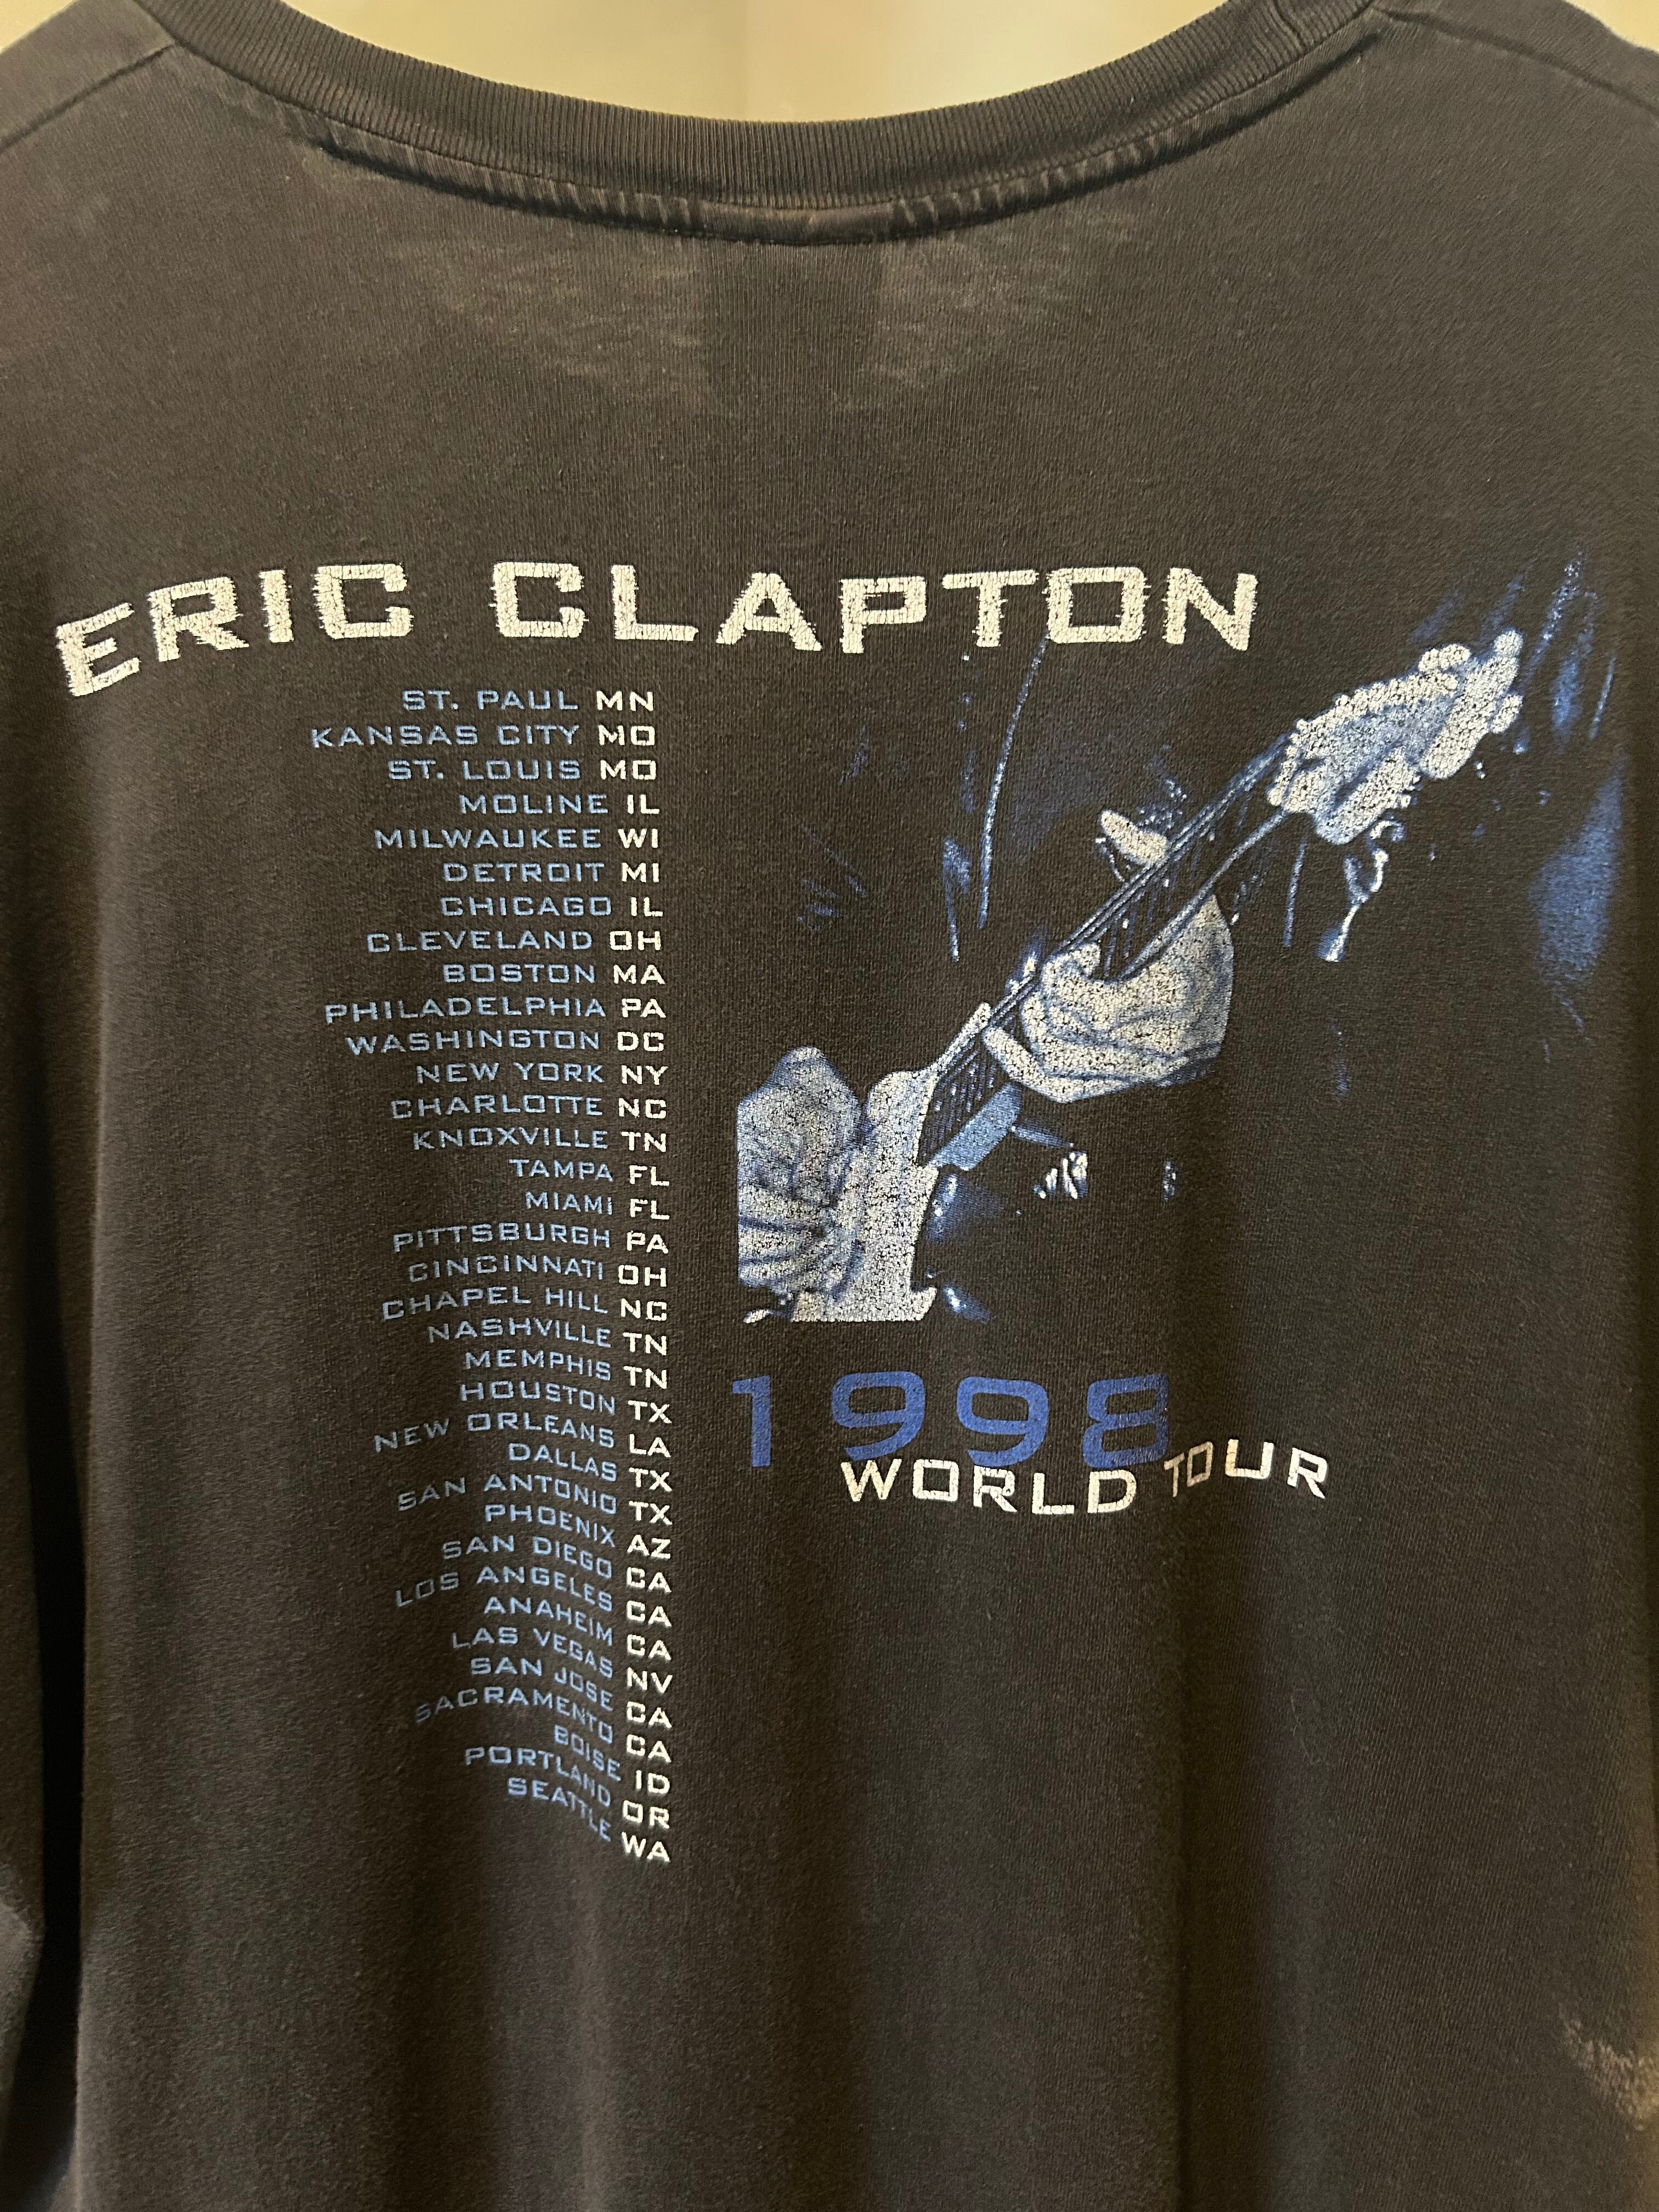 ERIC CLAPTON
ST. PAUL MN
KANSAS CITY MO
ST. LOUIS MO
MOLINE IL
MILWAUKEE WI
DETROIT MI
CHICAGO IL
CLEVELAND OH
BOSTON MA
PHILADELPHIA PA
WASHINGTON DC
NEW YORK NY
CHARLOTTE NC
KNOXVILLE TN
TAMPA FL
MIAMI FL
PITTSBURGH PA
CINCINNATI OH
CHAPEL HILL NC
NASHVILLE TN
MEMPHIS TN
HOUSTON TX
NEW ORLEANS LA
DALLAS TX
SAN ANTONIO TX
PHOENIX AZ
SAN DIEGO CA
LOS ANGELES CA
ANAHEIM CA
LAS VEGAS NV
SAN JOSE CA
SACRAMENTO CA
BOISE ID
PORTLAND OR
SEATTLE WA
1998
WORLD TOUR